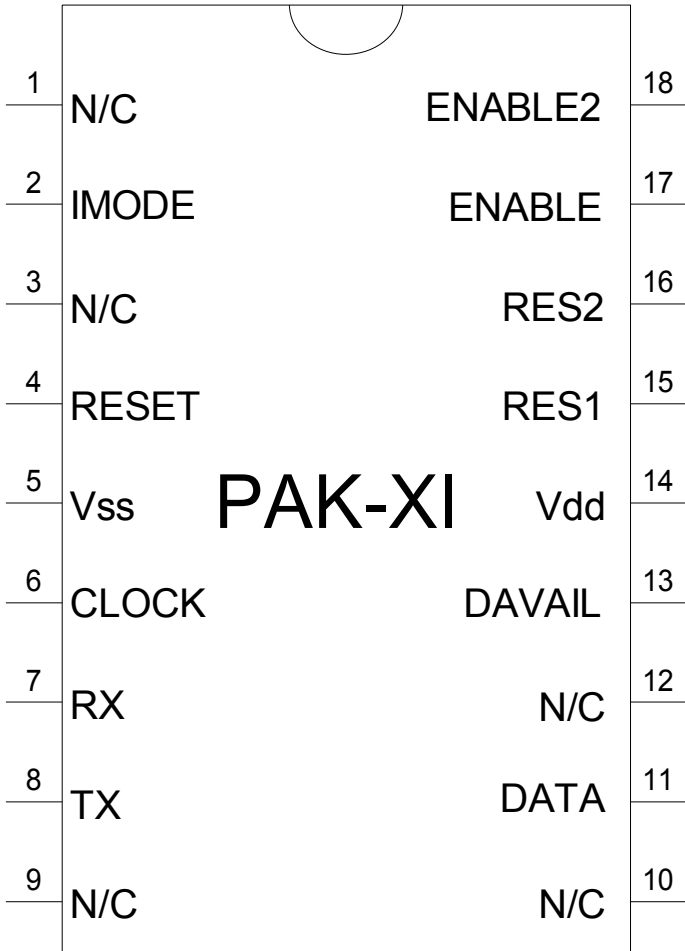 1 N/C ENABLE2 18
2 IMODE ENABLE 17
3 N/C RES2 16
4 RESET RES1 15
5 Vss PAK-XI Vdd 14
6 CLOCK DAVAIL 13
7 RX N/C 12
8 TX DATA 11
9 N/C N/C 10